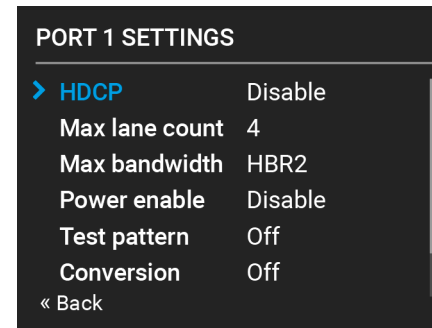 PORT 1 SETTINGS
HDCP Disable
Max lane count 4
Max bandwidth HBR2
Power enable Disable
Test pattern Off
Conversion Off
« Back